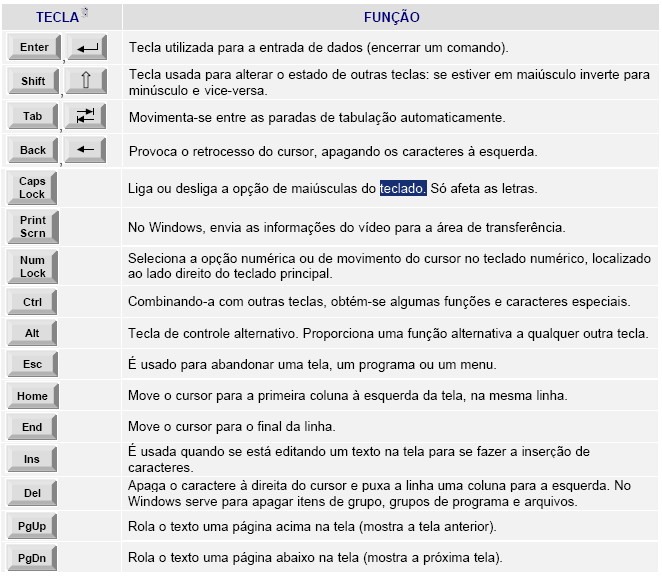 TECLA FUNÇÃO
Enter , Tecla utilizada para a entrada de dados (encerrar um comando).
Shift , Tecla usada para alterar o estado de outras teclas: se estiver em maiúsculo inverte para
minúsculo e vice-versa.
Tab , Movimenta-se entre as paradas de tabulação automaticamente.
Back , Provoca o retrocesso do cursor, apagando os caracteres à esquerda.
Caps
Lock
Liga ou desliga a opção de maiúsculas do teclado. Só afeta as letras.
Print
Scrn
No Windows, envia as informações do vídeo para a área de transferência.
Num
Lock
Seleciona a opção numérica ou de movimento do cursor no teclado numérico, localizado
ao lado direito do teclado principal.
Ctrl Combinando-a com outras teclas, obtém-se algumas funções e caracteres especiais.
Alt Tecla de controle alternativo. Proporciona uma função alternativa a qualquer outra tecla.
Esc É usado para abandonar uma tela, um programa ou um menu.
Home Move o cursor para a primeira coluna à esquerda da tela, na mesma linha.
End Move o cursor para o final da linha.
Ins É usada quando se está editando um texto na tela para se fazer a inserção de
caracteres.
Del Apaga o caractere à direita do cursor e puxa a linha uma coluna para a esquerda. No
Windows serve para apagar itens de grupo, grupos de programa e arquivos.
PgUp Rola o texto uma página acima na tela (mostra a tela anterior).
PgDn Rola o texto uma página abaixo na tela (mostra a próxima tela).